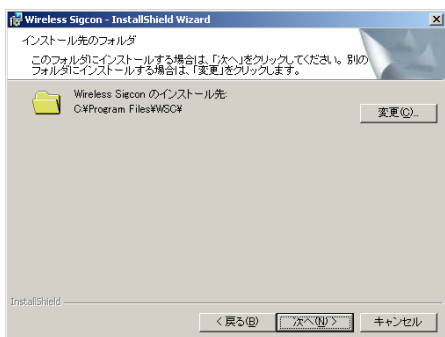 Wireless Sigcon - InstallShield Wizard
インストール先のフォルダ
このフォルダにインストールする場合は、「次へ」をクリックしてください。別の
フォルダにインストールする場合は、「変更」をクリックします。
Wireless Sigcon のインストール先:
C:¥Program Files¥WSC¥
変更(C)...
InstallShield
< 戻る(B)
次へ(N) >
キャンセル